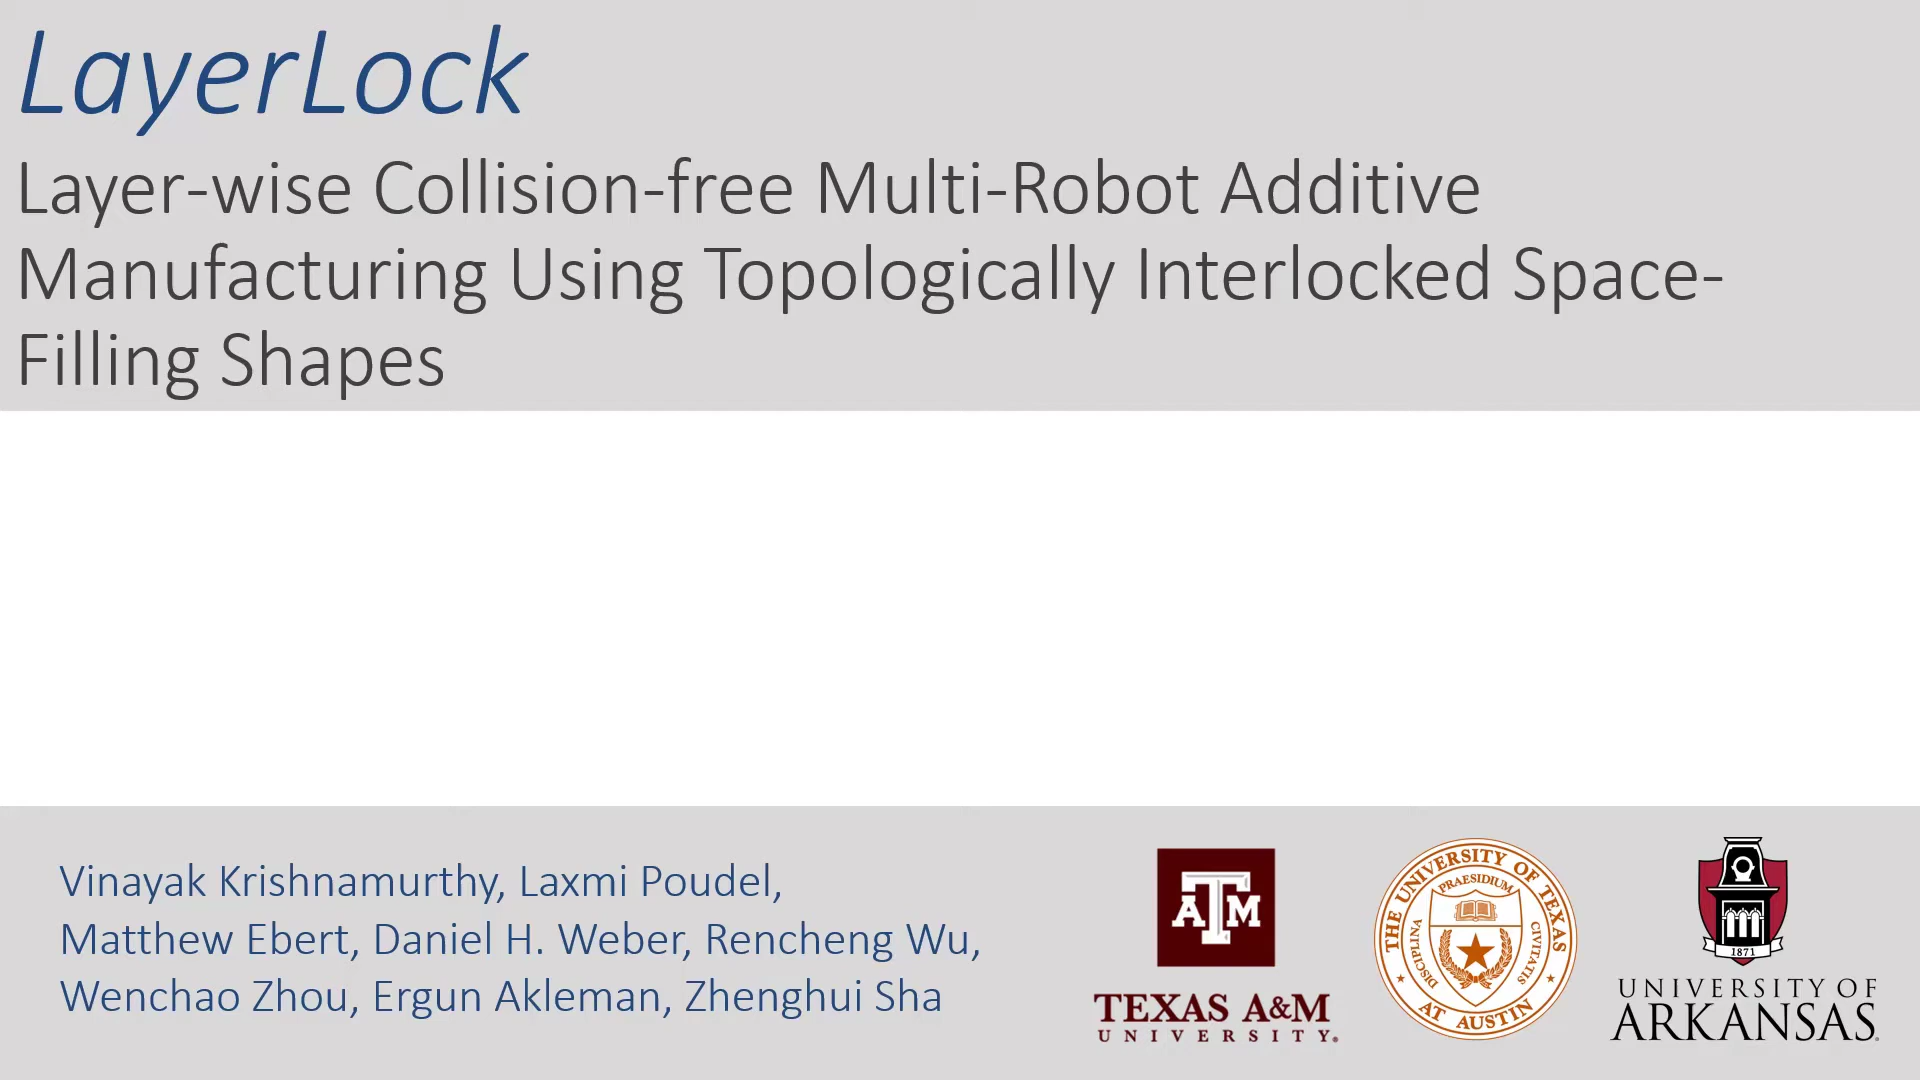 LayerLock
Layer-wise Collision-free Multi-Robot Additive
Manufacturing Using Topologically Interlocked Space-
Filling Shapes
Vinayak Krishnamurthy, Laxmi Poudel,
Matthew Ebert, Daniel H. Weber, Rencheng Wu,
Wenchao Zhou, Ergun Akleman, Zhenghui Sha
ATM
TEXAS A&M
UNIVERSITY.
THE UNIVERSITY OF TEXAS
AT AUSTIN
PRAESIDIUM
DISCIPLINA
CIVITATIS
1871
UNIVERSITY OF
ARKANSAS